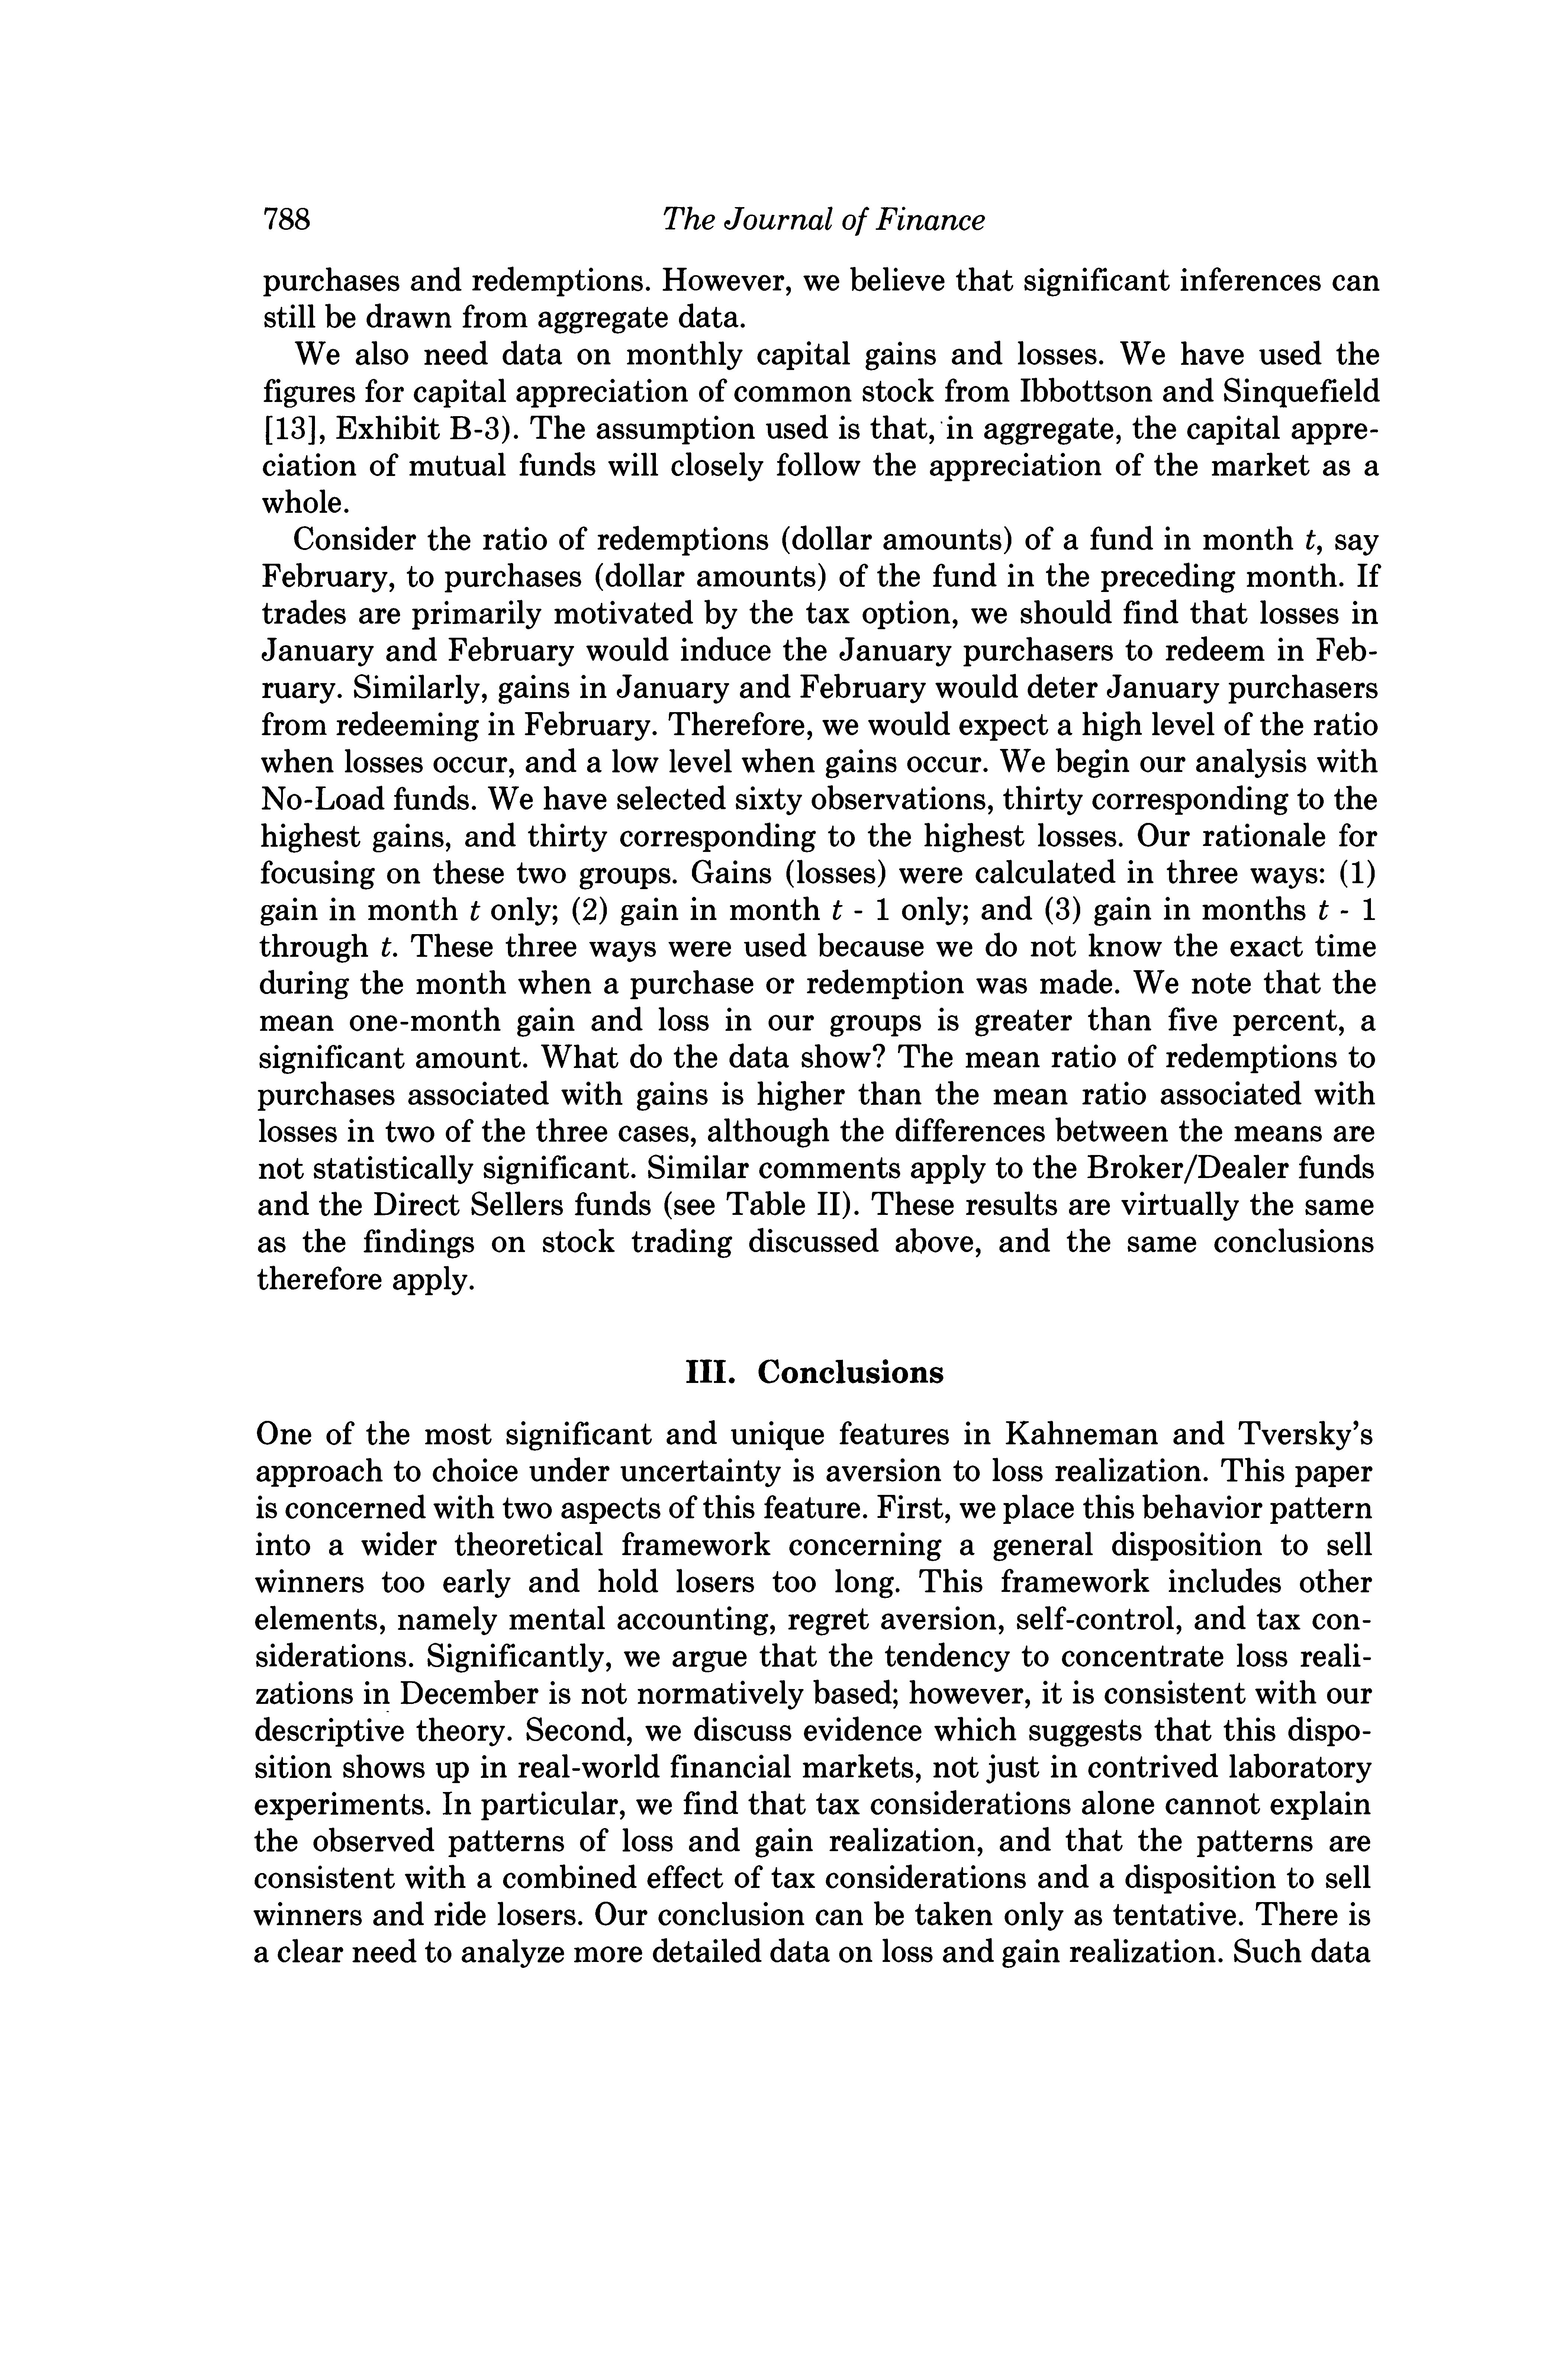 788 The Journal of Finance
purchases and redemptions. However, we believe that significant inferences can
still be drawn from aggregate data.
We also need data on monthly capital gains and losses. We have used the
figures for capital appreciation of common stock from Ibbottson and Sinquefield
[13], Exhibit B-3). The assumption used is that, in aggregate, the capital appre-
ciation of mutual funds will closely follow the appreciation of the market as a
whole.
Consider the ratio of redemptions (dollar amounts) of a fund in month t, say
February, to purchases (dollar amounts) of the fund in the preceding month. If
trades are primarily motivated by the tax option, we should find that losses in
January and February would induce the January purchasers to redeem in Feb-
ruary. Similarly, gains in January and February would deter January purchasers
from redeeming in February. Therefore, we would expect a high level of the ratio
when losses occur, and a low level when gains occur. We begin our analysis with
No-Load funds. We have selected sixty observations, thirty corresponding to the
highest gains, and thirty corresponding to the highest losses. Our rationale for
focusing on these two groups. Gains (losses) were calculated in three ways: (1)
gain in month t only; (2) gain in month t - 1 only; and (3) gain in months t - 1
through t. These three ways were used because we do not know the exact time
during the month when a purchase or redemption was made. We note that the
mean one-month gain and loss in our groups is greater than five percent, a
significant amount. What do the data show? The mean ratio of redemptions to
purchases associated with gains is higher than the mean ratio associated with
losses in two of the three cases, although the differences between the means are
not statistically significant. Similar comments apply to the Broker/Dealer funds
and the Direct Sellers funds (see Table II). These results are virtually the same
as the findings on stock trading discussed above, and the same conclusions
therefore apply.
III. Conclusions
One of the most significant and unique features in Kahneman and Tversky's
approach to choice under uncertainty is aversion to loss realization. This paper
is concerned with two aspects of this feature. First, we place this behavior pattern
into a wider theoretical framework concerning a general disposition to sell
winners too early and hold losers too long. This framework includes other
elements, namely mental accounting, regret aversion, self-control, and tax con-
siderations. Significantly, we argue that the tendency to concentrate loss reali-
zations in December is not normatively based; however, it is consistent with our
descriptive theory. Second, we discuss evidence which suggests that this dispo-
sition shows up in real-world financial markets, not just in contrived laboratory
experiments. In particular, we find that tax considerations alone cannot explain
the observed patterns of loss and gain realization, and that the patterns are
consistent with a combined effect of tax considerations and a disposition to sell
winners and ride losers. Our conclusion can be taken only as tentative. There is
a clear need to analyze more detailed data on loss and gain realization. Such data